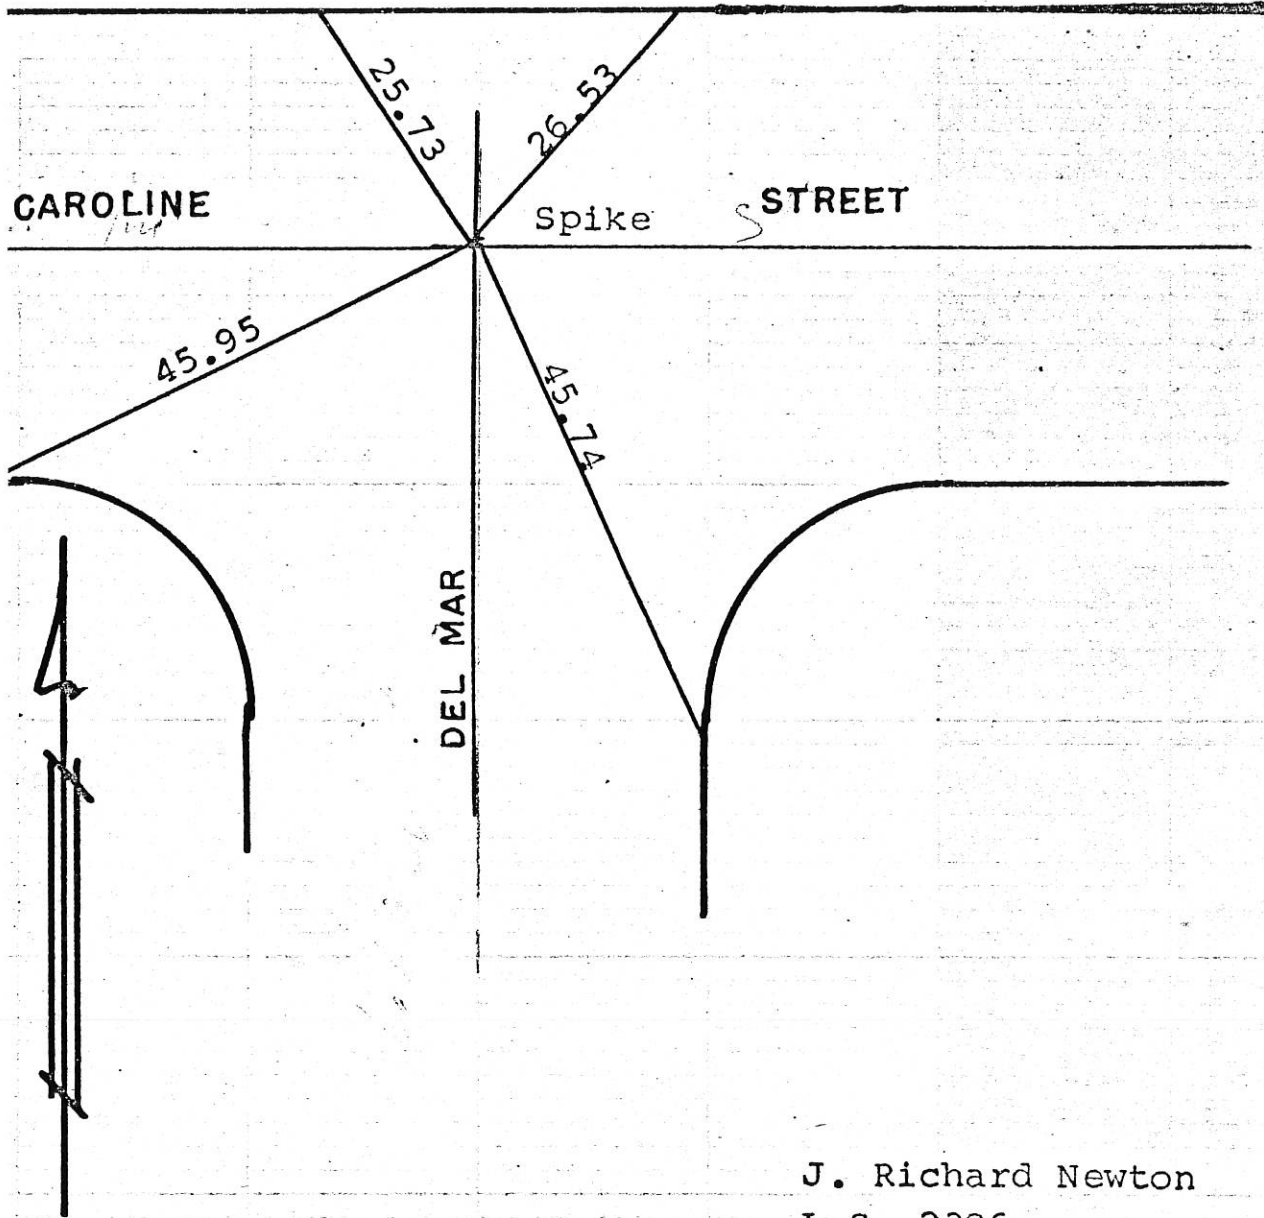 25.73
26.53
CAROLINE STREET
Spike
45.95
45.74
DEL MAR
J. Richard Newton